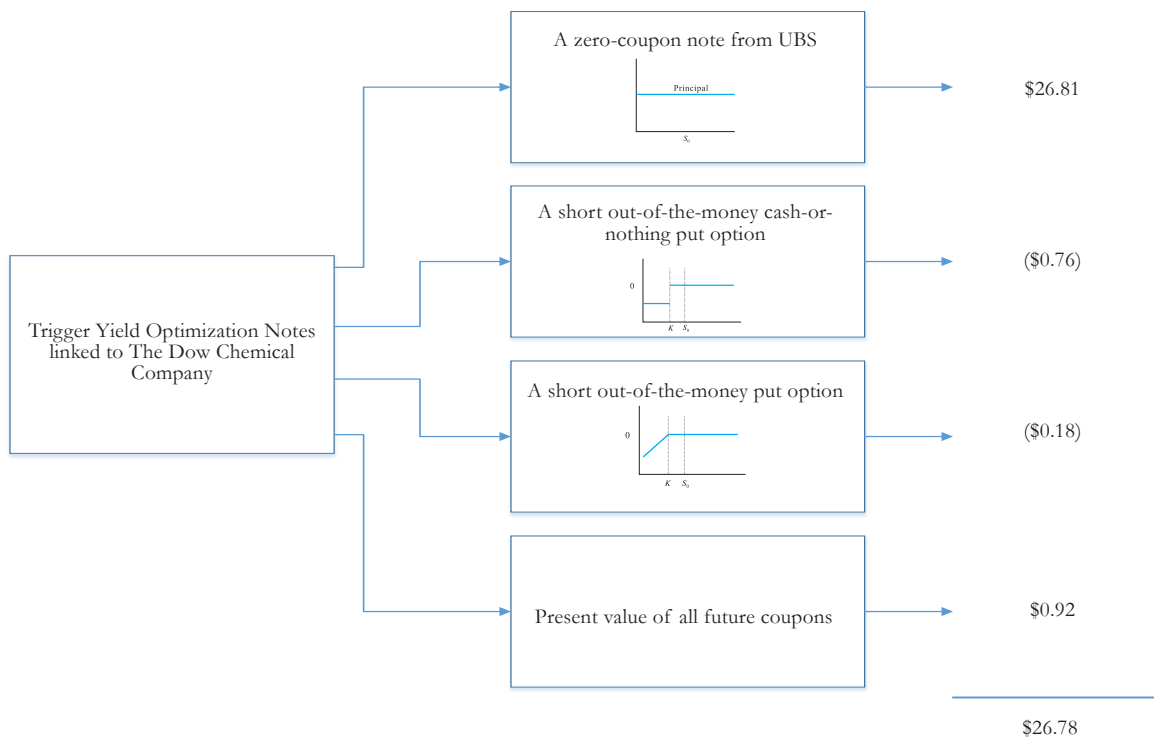 Trigger Yield Optimization Notes
linked to The Dow Chemical
Company
A zero-coupon note from UBS
Principal
S₀
$26.81
A short out-of-the-money cash-or-
nothing put option
0
K
S₀
($0.76)
A short out-of-the-money put option
0
K
S₀
($0.18)
Present value of all future coupons
$0.92
$26.78